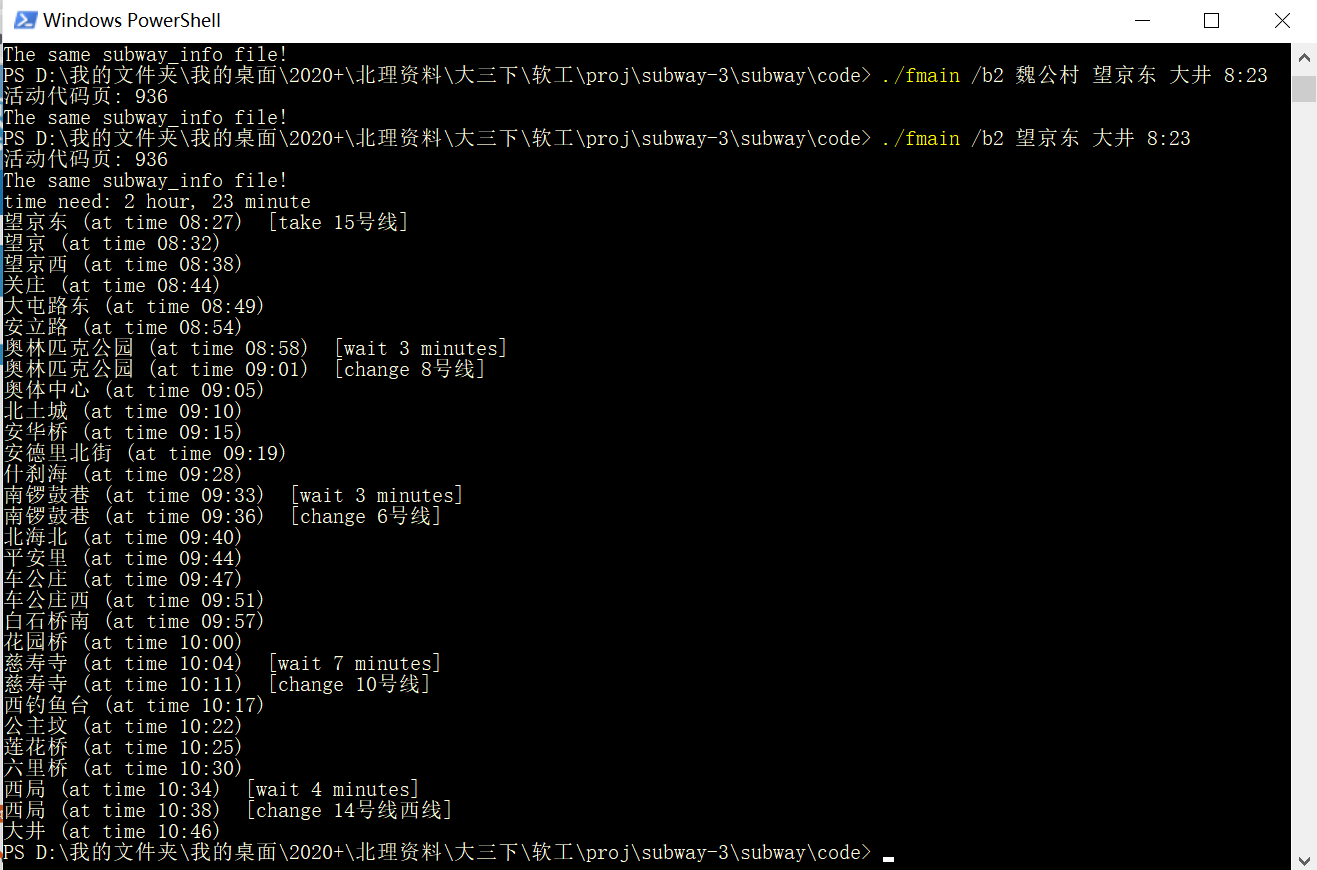 Windows PowerShell
The same subway_info file!
PS D:\我的文件夹\我的桌面\2020+\北理资料\大三下\软工\proj\subway-3\subway\code> ./fmain /b2 魏公村 望京东 大井 8:23
活动代码页: 936
The same subway_info file!
PS D:\我的文件夹\我的桌面\2020+\北理资料\大三下\软工\proj\subway-3\subway\code> ./fmain /b2 望京东 大井 8:23
活动代码页: 936
The same subway_info file!
time need: 2 hour, 23 minute
望京东 (at time 08:27)  [take 15号线]
望京 (at time 08:32)
望京西 (at time 08:38)
关庄 (at time 08:44)
大屯路东 (at time 08:49)
安立路 (at time 08:54)
奥林匹克公园 (at time 08:58)  [wait 3 minutes]
奥林匹克公园 (at time 09:01)  [change 8号线]
奥体中心 (at time 09:05)
北土城 (at time 09:10)
安华桥 (at time 09:15)
安德里北街 (at time 09:19)
什刹海 (at time 09:28)
南锣鼓巷 (at time 09:33)  [wait 3 minutes]
南锣鼓巷 (at time 09:36)  [change 6号线]
北海北 (at time 09:40)
平安里 (at time 09:44)
车公庄 (at time 09:47)
车公庄西 (at time 09:51)
白石桥南 (at time 09:57)
花园桥 (at time 10:00)
慈寿寺 (at time 10:04)  [wait 7 minutes]
慈寿寺 (at time 10:11)  [change 10号线]
西钓鱼台 (at time 10:17)
公主坟 (at time 10:22)
莲花桥 (at time 10:25)
六里桥 (at time 10:30)
西局 (at time 10:34)  [wait 4 minutes]
西局 (at time 10:38)  [change 14号线西线]
大井 (at time 10:46)
PS D:\我的文件夹\我的桌面\2020+\北理资料\大三下\软工\proj\subway-3\subway\code>